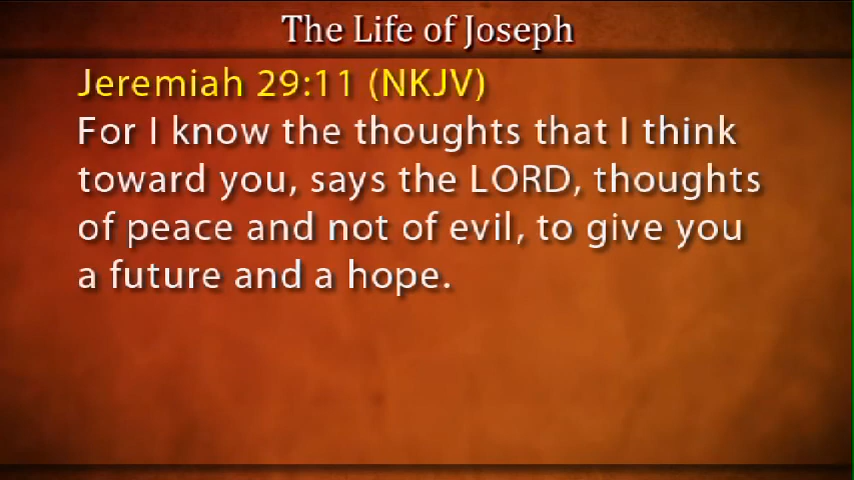 The Life of Joseph
Jeremiah 29:11 (NKJV)
For I know the thoughts that I think
toward you, says the LORD, thoughts
of peace and not of evil, to give you
a future and a hope.